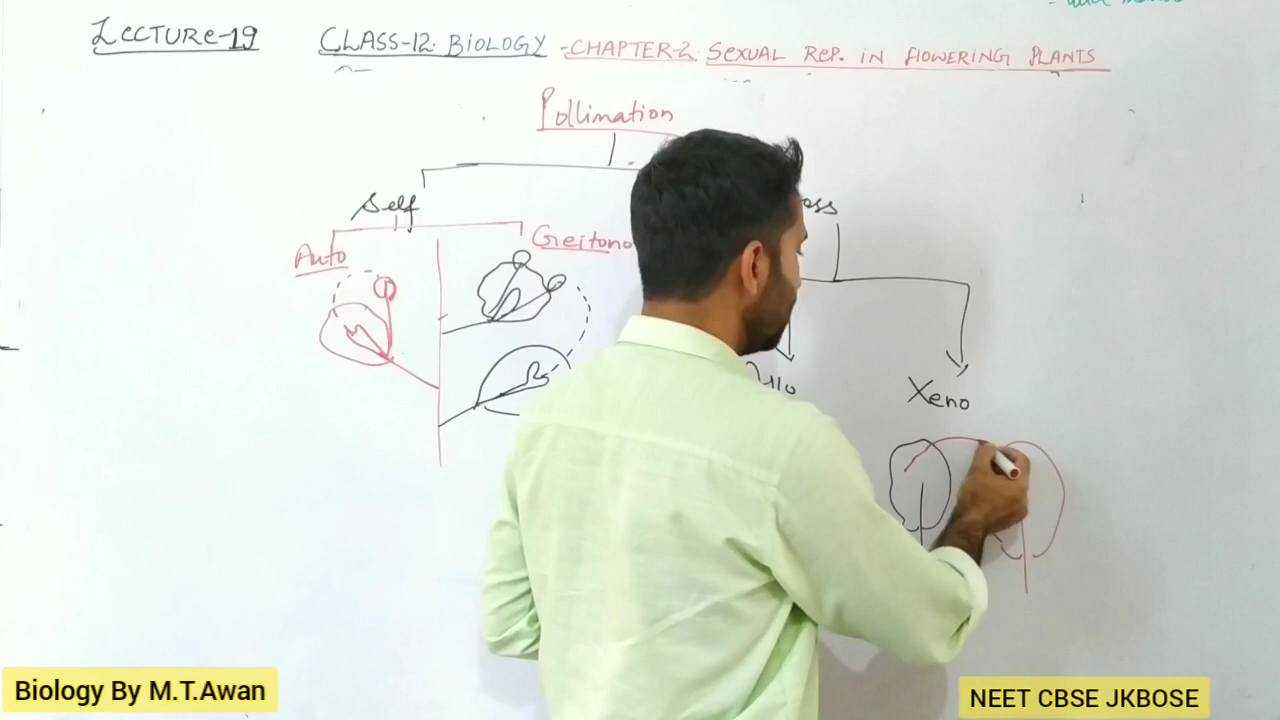 LECTURE-19 CLASS-12 BIOLOGY - CHAPTER-2 SEXUAL REP. IN FLOWERING PLANTS
Pollination
Self
Auto
Geitono
Xeno
Biology By M.T.Awan
NEET CBSE JKBOSE